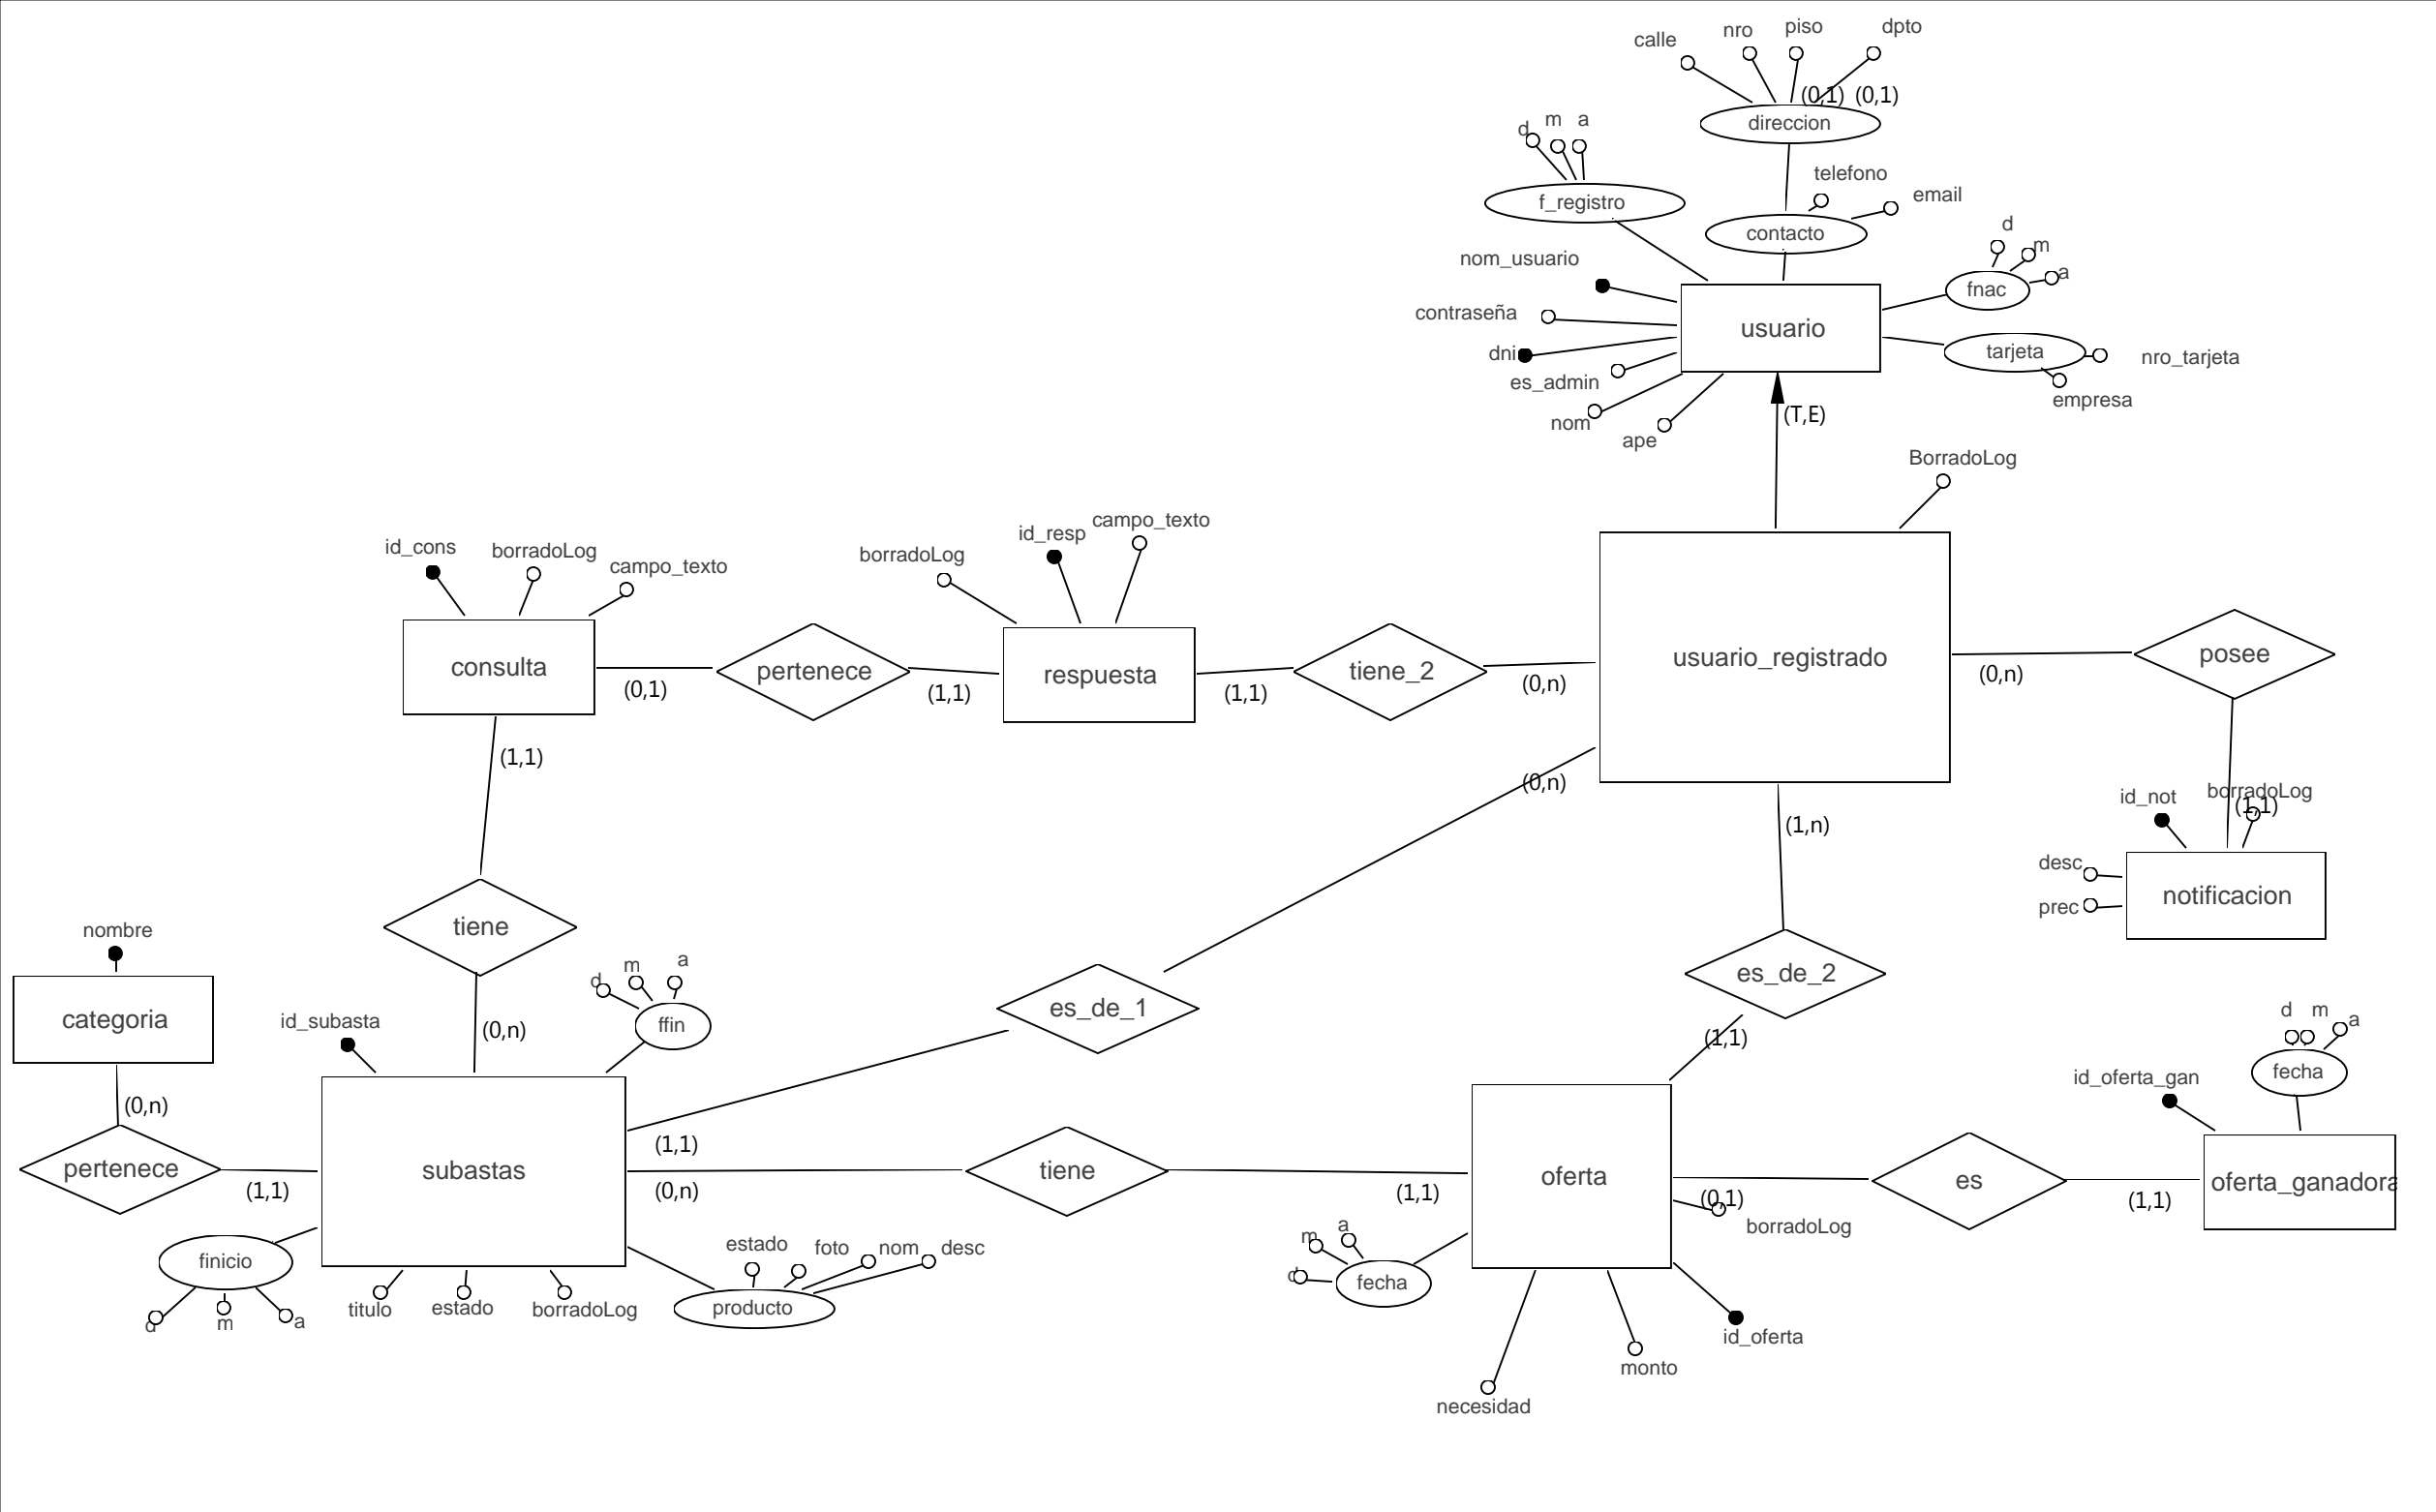 calle
nro
piso
dpto
(0,1)
(0,1)
direccion
d
m
a
f_registro
telefono
email
contacto
nom_usuario
contraseña
dni
es_admin
nom
ape
usuario
d
m
a
fnac
tarjeta
nro_tarjeta
empresa
(T,E)
BorradoLog
id_cons
borradoLog
campo_texto
consulta
(0,1)
pertenece
(1,1)
borradoLog
id_resp
campo_texto
respuesta
(1,1)
tiene_2
(0,n)
usuario_registrado
(0,n)
posee
(1,1)
(0,n)
(1,n)
(1,1)
id_not
borradoLog
desc
prec
notificacion
tiene
(0,n)
nombre
categoria
(0,n)
pertenece
(1,1)
id_subasta
d
m
a
ffin
es_de_1
es_de_2
(1,1)
subastas
(1,1)
(0,n)
tiene
(1,1)
oferta
(0,1)
borradoLog
es
(1,1)
id_oferta_gan
d
m
a
fecha
oferta_ganadora
finicio
d
m
a
titulo
estado
borradoLog
estado
foto
nom
desc
producto
m
a
d
fecha
id_oferta
monto
necesidad